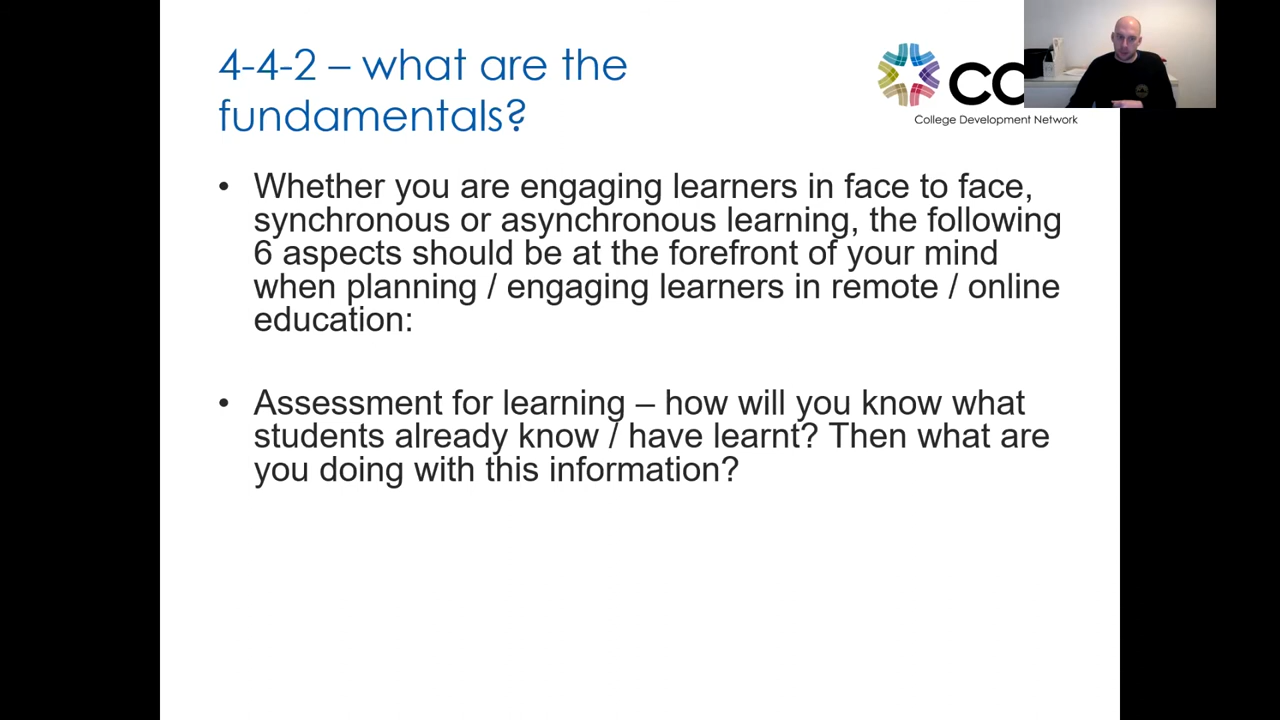 4-4-2 – what are the
fundamentals?
College Development Network
• Whether you are engaging learners in face to face,
synchronous or asynchronous learning, the following
6 aspects should be at the forefront of your mind
when planning / engaging learners in remote / online
education:
• Assessment for learning – how will you know what
students already know / have learnt? Then what are
you doing with this information?